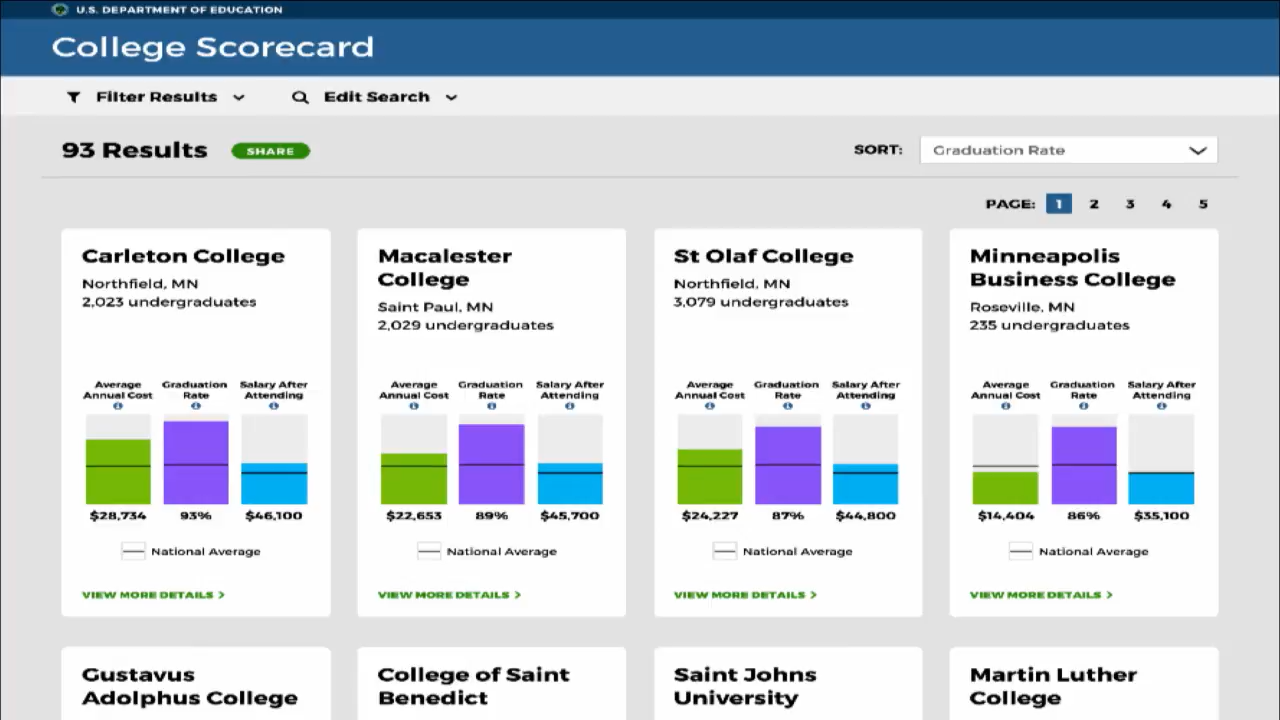 U.S. DEPARTMENT OF EDUCATION
College Scorecard
Filter Results
Edit Search
93 Results
SHARE
SORT:
Graduation Rate
PAGE: 1 2 3 4 5
Carleton College
Northfield, MN
2,023 undergraduates
Average
Annual Cost
Graduation
Rate
Salary After
Attending
$28,734
93%
$46,100
National Average
VIEW MORE DETAILS >
Macalester
College
Saint Paul, MN
2,029 undergraduates
Average
Annual Cost
Graduation
Rate
Salary After
Attending
$22,653
89%
$45,700
National Average
VIEW MORE DETAILS >
St Olaf College
Northfield, MN
3,079 undergraduates
Average
Annual Cost
Graduation
Rate
Salary After
Attending
$24,227
87%
$44,800
National Average
VIEW MORE DETAILS >
Minneapolis
Business College
Roseville, MN
235 undergraduates
Average
Annual Cost
Graduation
Rate
Salary After
Attending
$14,404
86%
$35,100
National Average
VIEW MORE DETAILS >
Gustavus
Adolphus College
College of Saint
Benedict
Saint Johns
University
Martin Luther
College